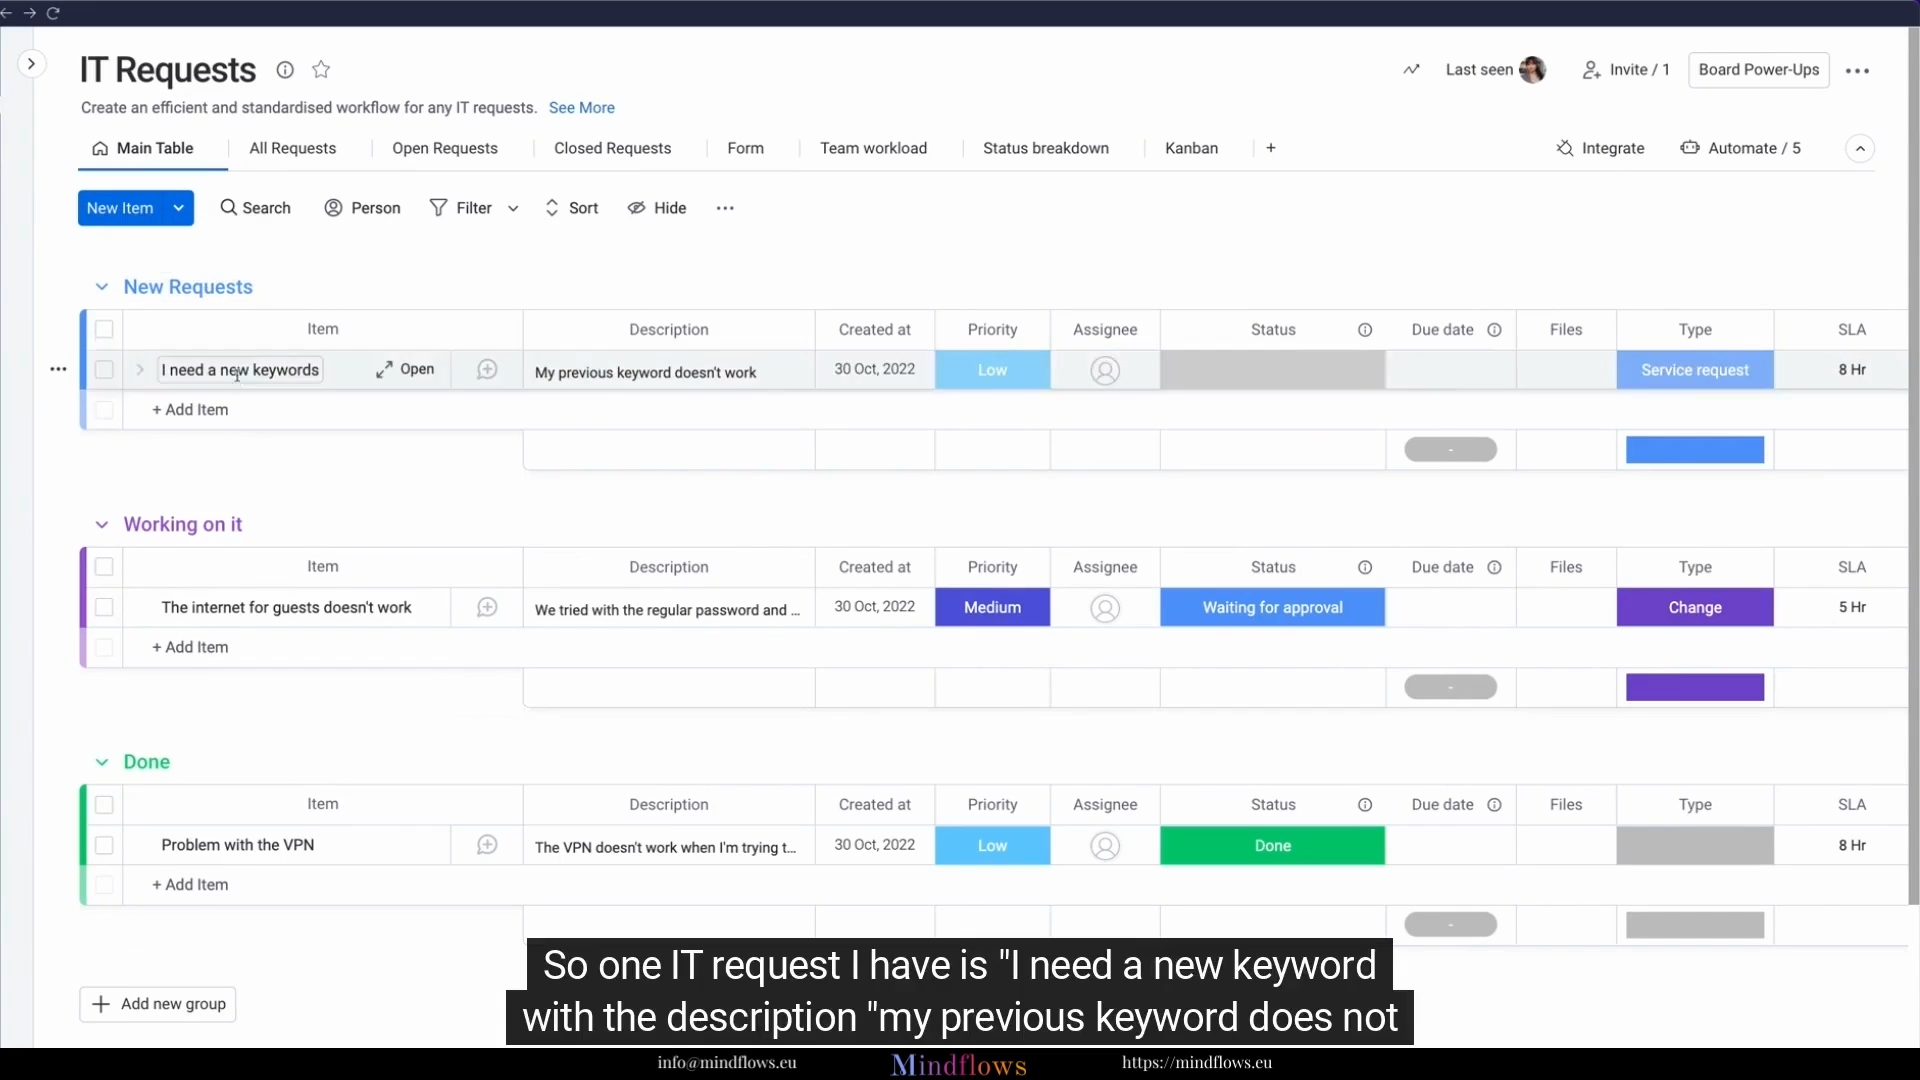 IT Requests
Last seen
Invite / 1
Board Power-Ups
Create an efficient and standardised workflow for any IT requests. See More
Main Table
All Requests
Open Requests
Closed Requests
Form
Team workload
Status breakdown
Kanban
+
Integrate
Automate / 5
New Item
Search
Person
Filter
Sort
Hide
New Requests
Item Description Created at Priority Assignee Status Due date Files Type SLA
I need a new keywords Open My previous keyword doesn't work 30 Oct, 2022 Low Service request 8 Hr
+ Add Item
-
Working on it
Item Description Created at Priority Assignee Status Due date Files Type SLA
The internet for guests doesn't work We tried with the regular password and ... 30 Oct, 2022 Medium Waiting for approval Change 5 Hr
+ Add Item
-
Done
Item Description Created at Priority Assignee Status Due date Files Type SLA
Problem with the VPN The VPN doesn't work when I'm trying t... 30 Oct, 2022 Low Done 8 Hr
+ Add Item
-
Add new group
So one IT request I have is "I need a new keyword
with the description "my previous keyword does not
info@mindflows.eu Mindflows https://mindflows.eu